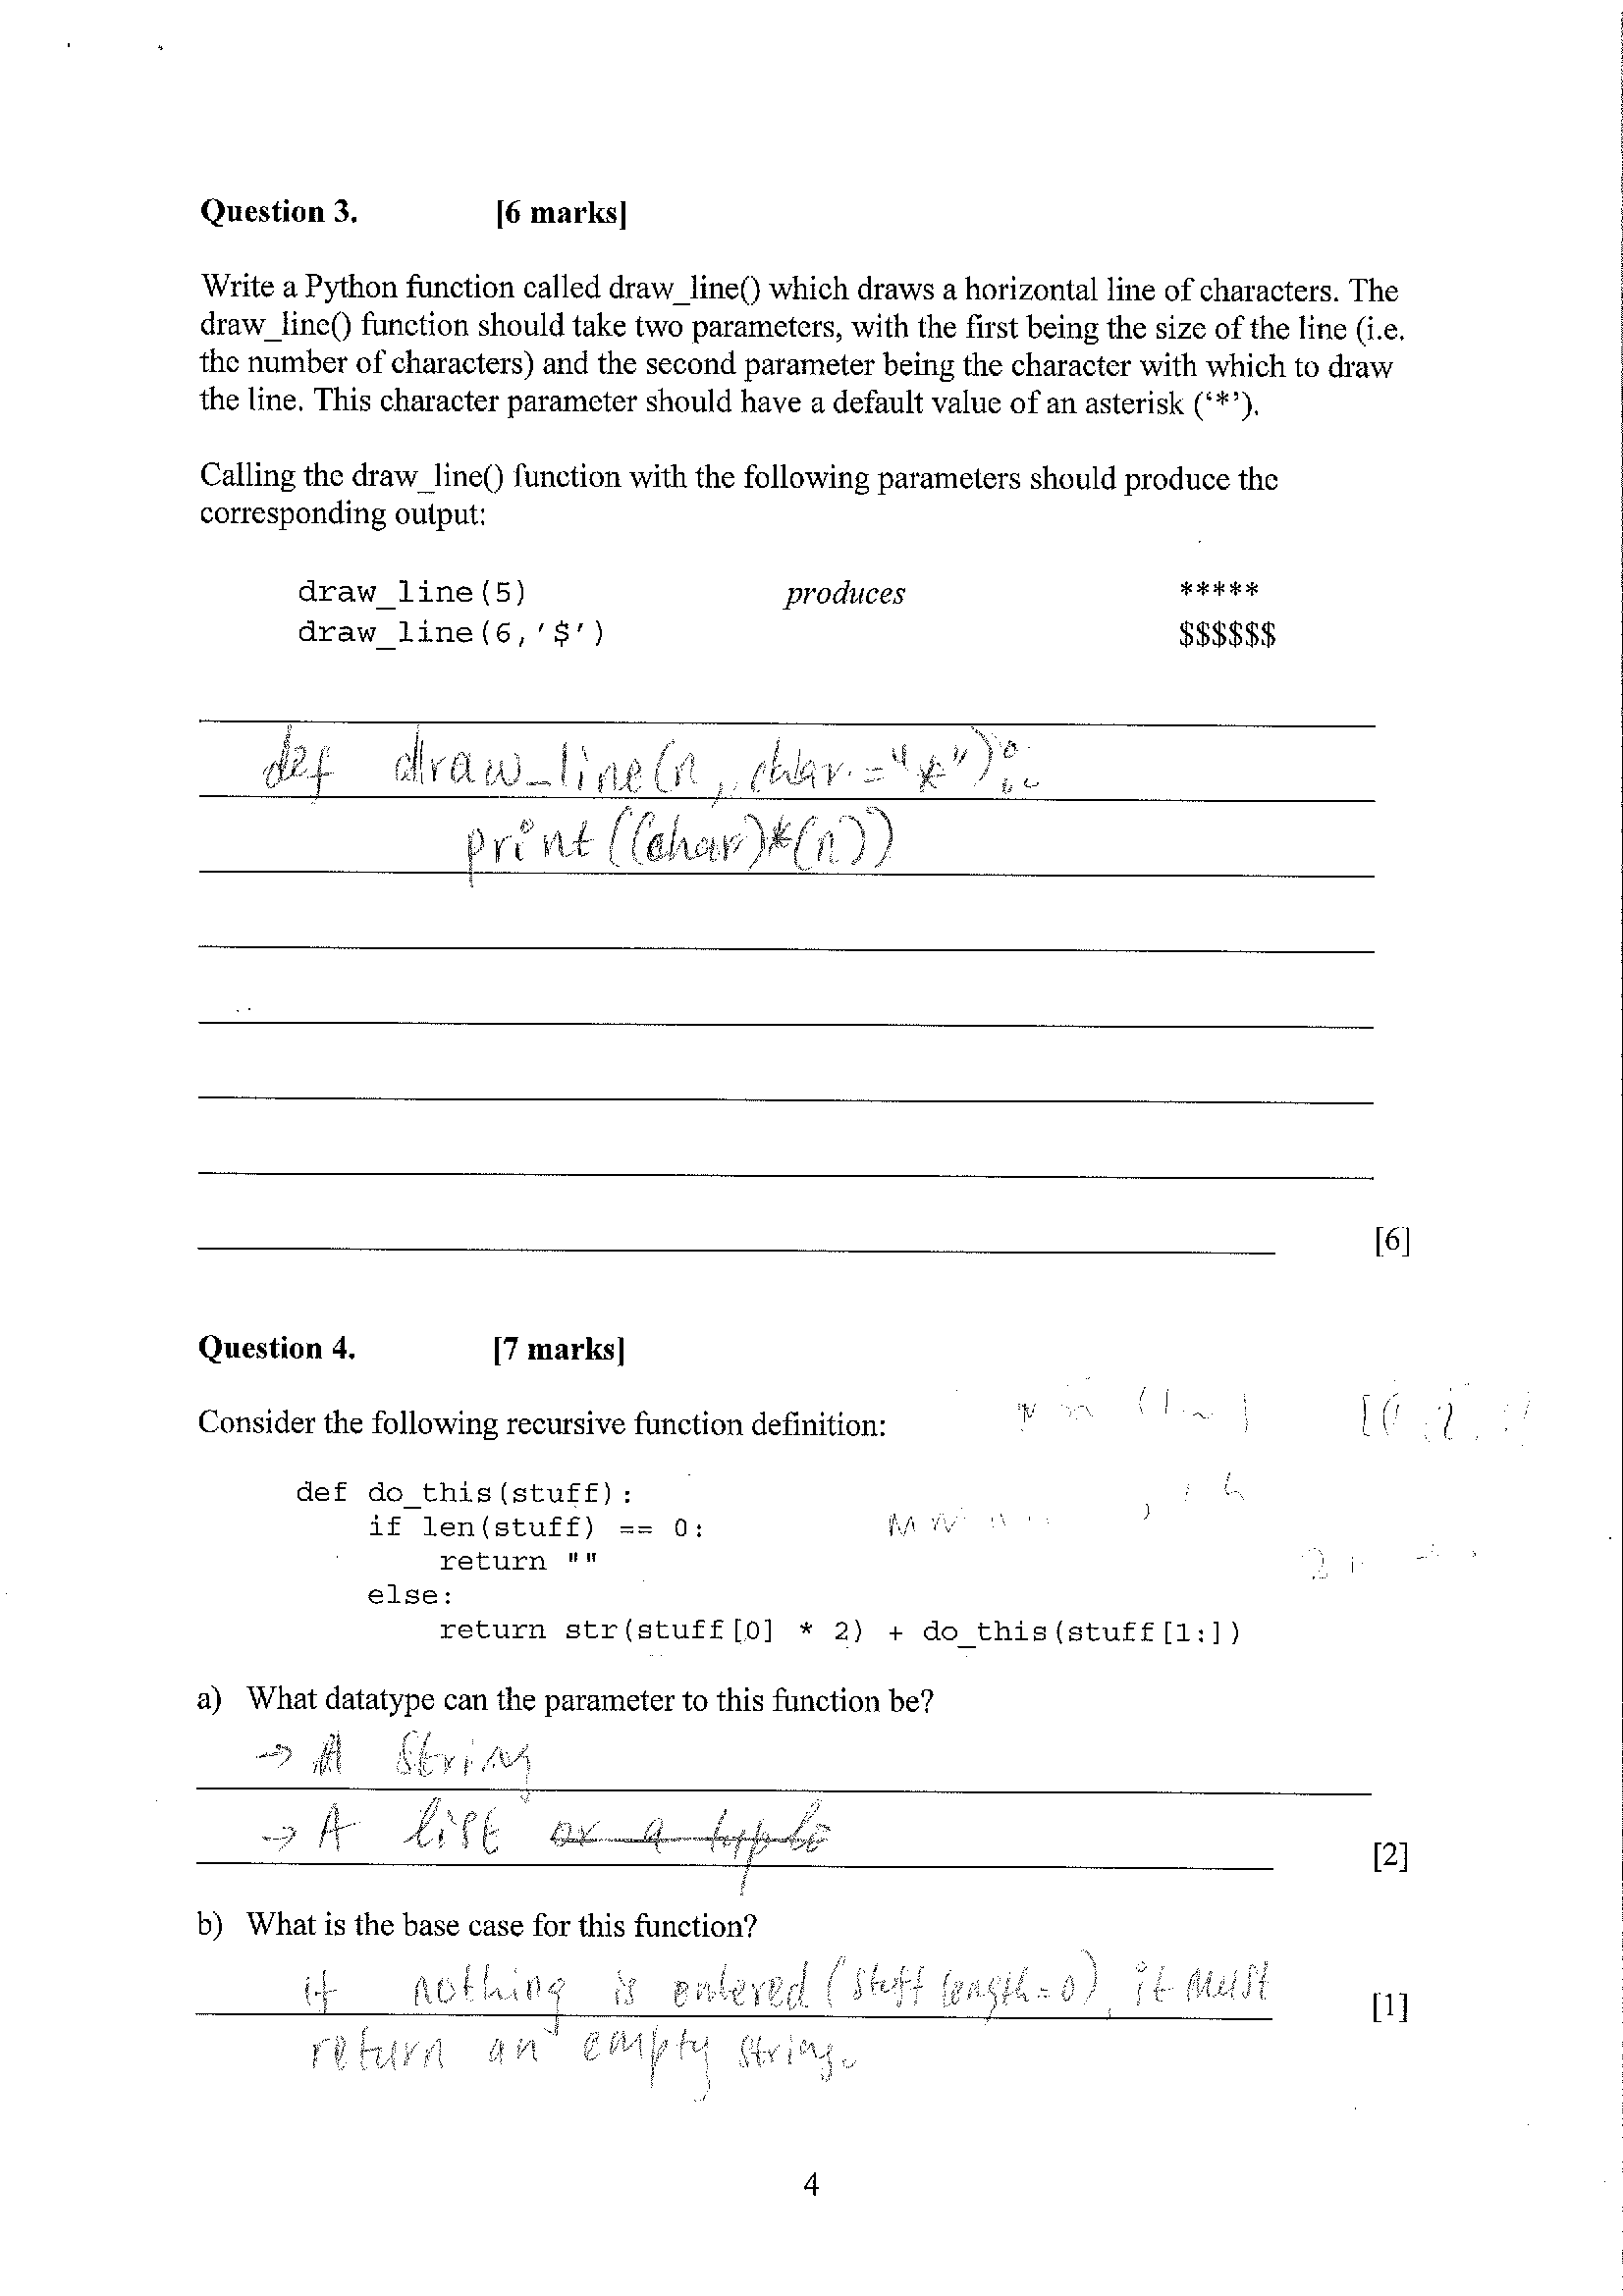 Question 3. [6 marks]
Write a Python function called draw_line() which draws a horizontal line of characters. The
draw_line() function should take two parameters, with the first being the size of the line (i.e.
the number of characters) and the second parameter being the character with which to draw
the line. This character parameter should have a default value of an asterisk (‘*’).
Calling the draw_line() function with the following parameters should produce the
corresponding output:
draw_line(5) produces *****
draw_line(6,'$') $$$$$$
def draw_line(n, char="*"):
print((char)*(n))
[6]
Question 4. [7 marks]
Consider the following recursive function definition:
def do_this(stuff):
if len(stuff) == 0:
return ""
else:
return str(stuff[0] * 2) + do_this(stuff[1:])
a) What datatype can the parameter to this function be?
→ A String
→ A list or a tuple
[2]
b) What is the base case for this function?
if nothing is entered (stuff length=0), it must
[1]
return an empty string.
4